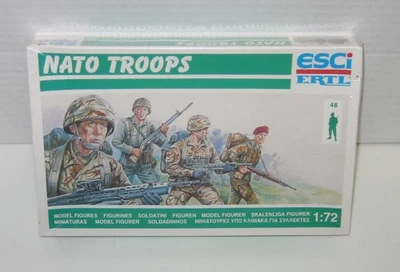 NATO TROOPS
ESCI
ERTL
48
MODEL FIGURES FIGURINES SOLDATINI FIGUREN MODEL FIGUREN SKALENLIGA FIGURER
MINIATURAS MODEL FIGURER SOLDADINHOS ΜΙΝΙΑΤΟΥΡΕΣ ΥΠΟ ΚΛΙΜΑΚΑ ΓΙΑ ΣΥΛΛΕΚΤΕΣ
1:72